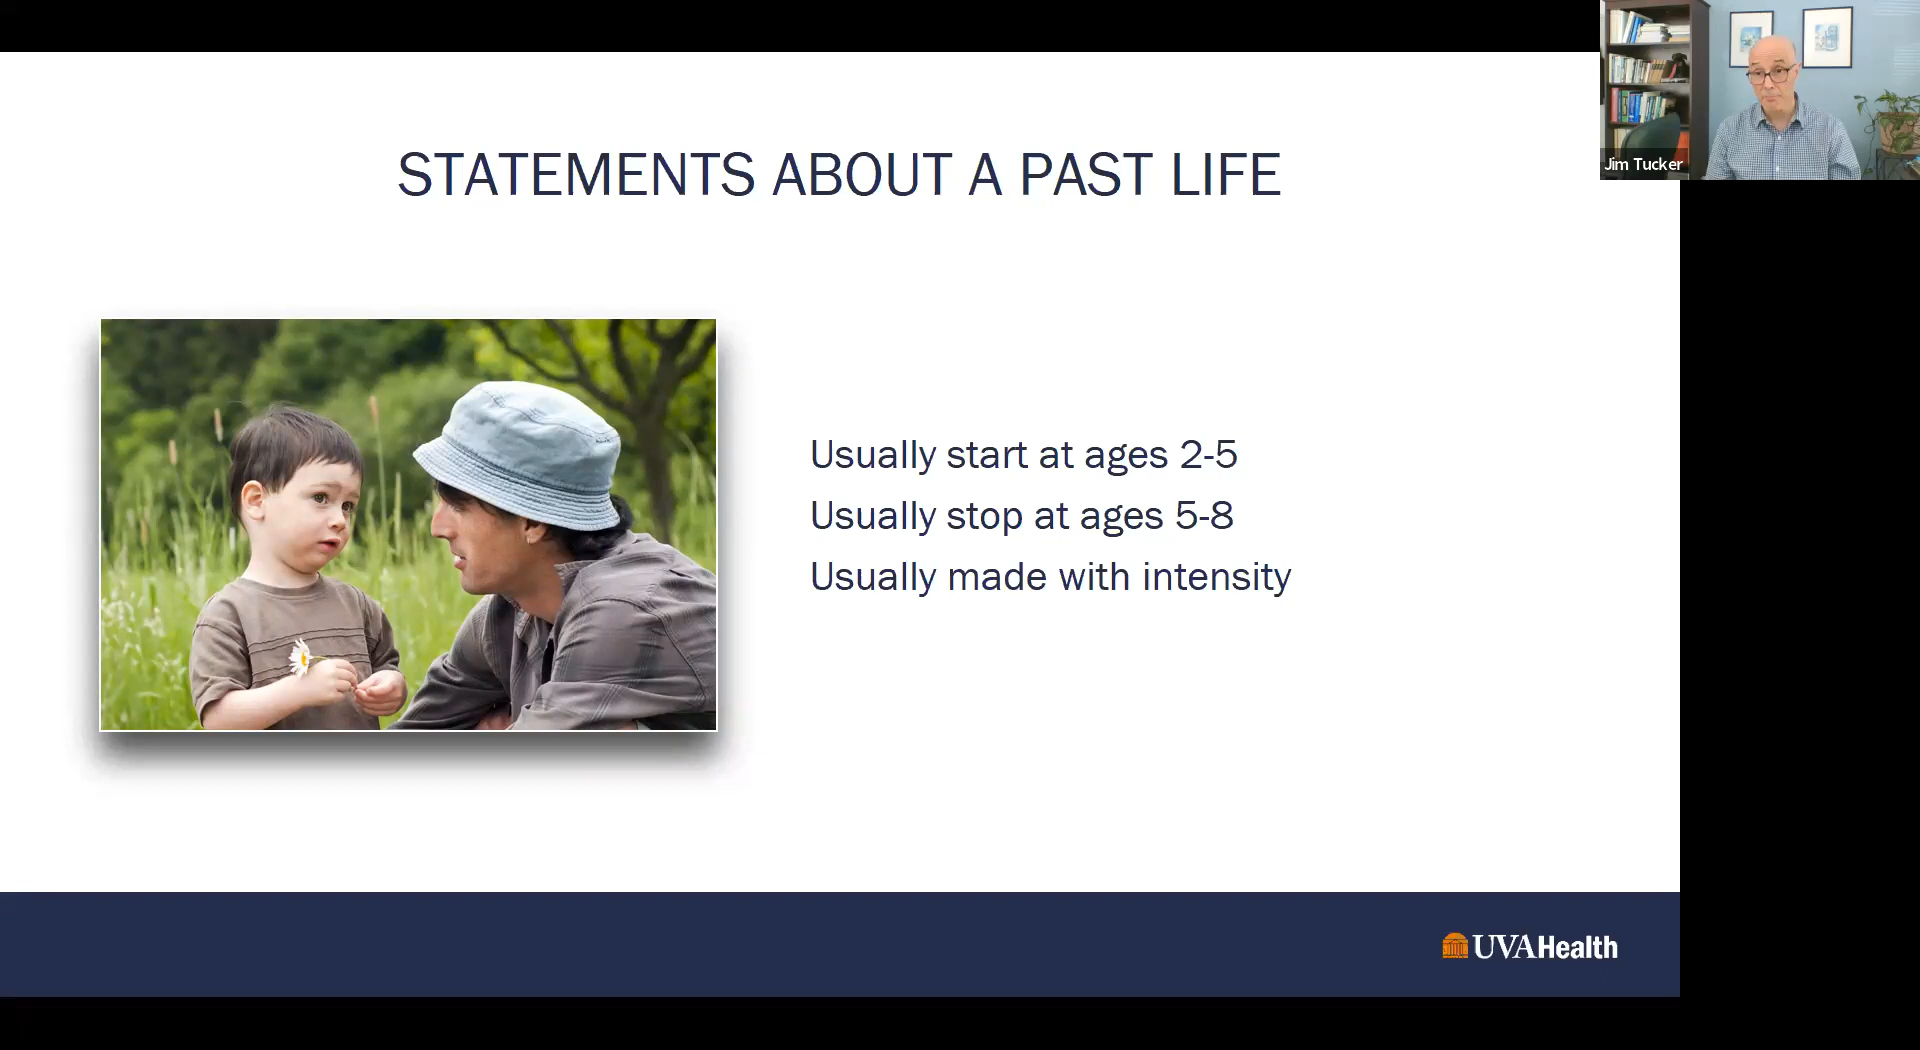 STATEMENTS ABOUT A PAST LIFE
Usually start at ages 2-5
Usually stop at ages 5-8
Usually made with intensity
Jim Tucker
UVAHealth